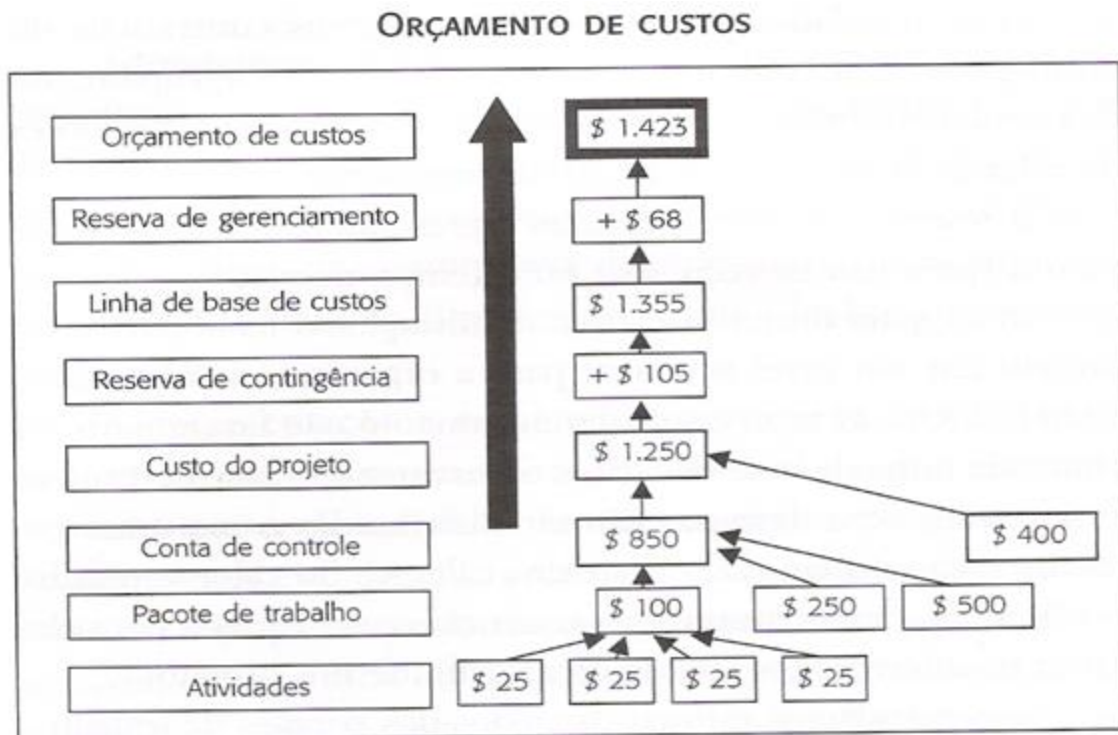 ORÇAMENTO DE CUSTOS
Orçamento de custos $ 1.423
Reserva de gerenciamento + $ 68
Linha de base de custos $ 1.355
Reserva de contingência + $ 105
Custo do projeto $ 1.250
Conta de controle $ 850 $ 400
Pacote de trabalho $ 100 $ 250 $ 500
Atividades $ 25 $ 25 $ 25 $ 25